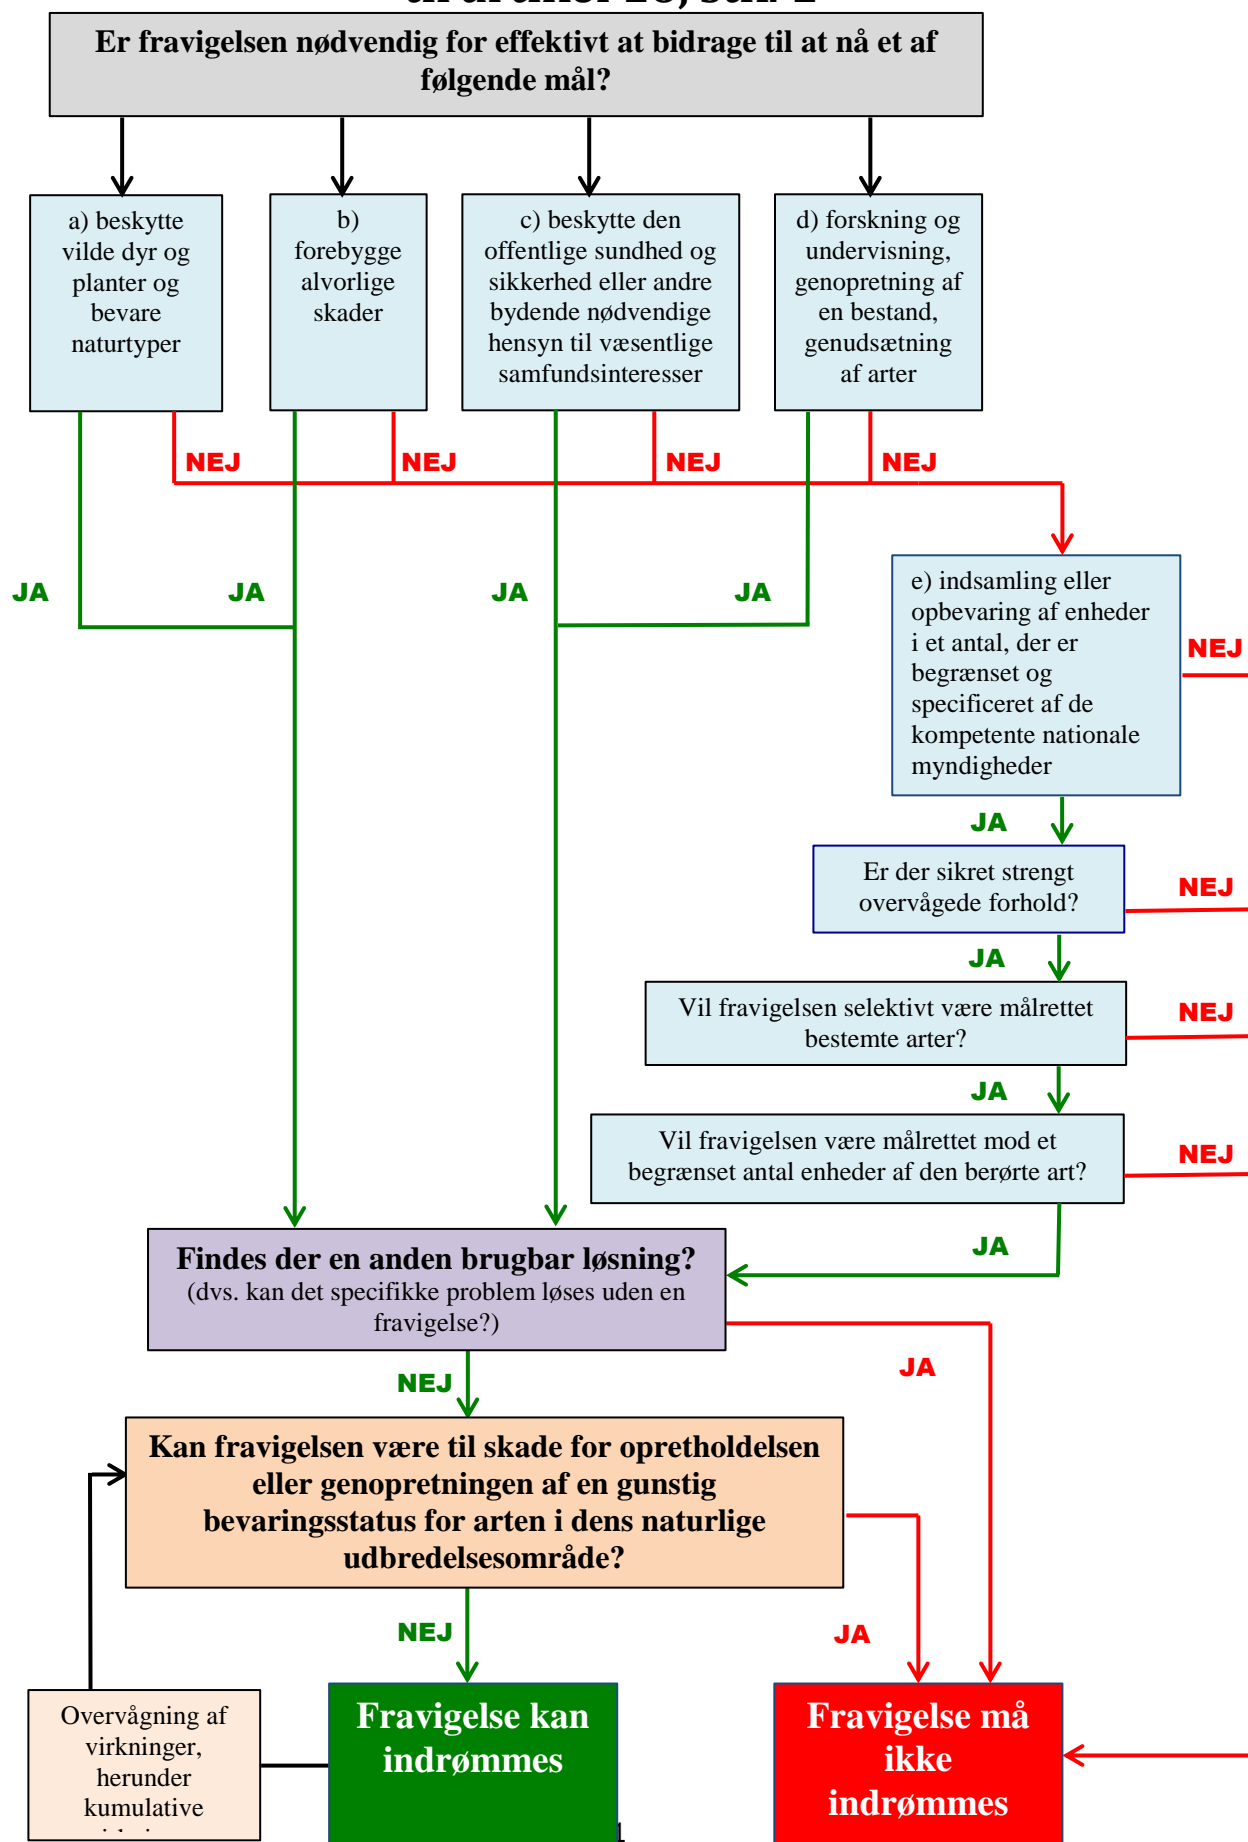 Er fravigelsen nødvendig for effektivt at bidrage til at nå et af
følgende mål?
a) beskytte
vilde dyr og
planter og
bevare
naturtyper
b)
forebygge
alvorlige
skader
c) beskytte den
offentlige sundhed og
sikkerhed eller andre
bydende nødvendige
hensyn til væsentlige
samfundsinteresser
d) forskning og
undervisning,
genopretning af
en bestand,
genudsætning
af arter
NEJ
NEJ
NEJ
NEJ
JA
JA
JA
JA
e) indsamling eller
opbevaring af enheder
i et antal, der er
begrænset og
specificeret af de
kompetente nationale
myndigheder
NEJ
JA
Er der sikret strengt
overvågede forhold?
NEJ
JA
Vil fravigelsen selektivt være målrettet
bestemte arter?
NEJ
JA
Vil fravigelsen være målrettet mod et
begrænset antal enheder af den berørte art?
NEJ
JA
Findes der en anden brugbar løsning?
(dvs. kan det specifikke problem løses uden en
fravigelse?)
JA
NEJ
Kan fravigelsen være til skade for opretholdelsen
eller genopretningen af en gunstig
bevaringsstatus for arten i dens naturlige
udbredelsesområde?
NEJ
JA
Overvågning af
virkninger,
herunder
kumulative
Fravigelse kan
indrømmes
Fravigelse må
ikke
indrømmes
1